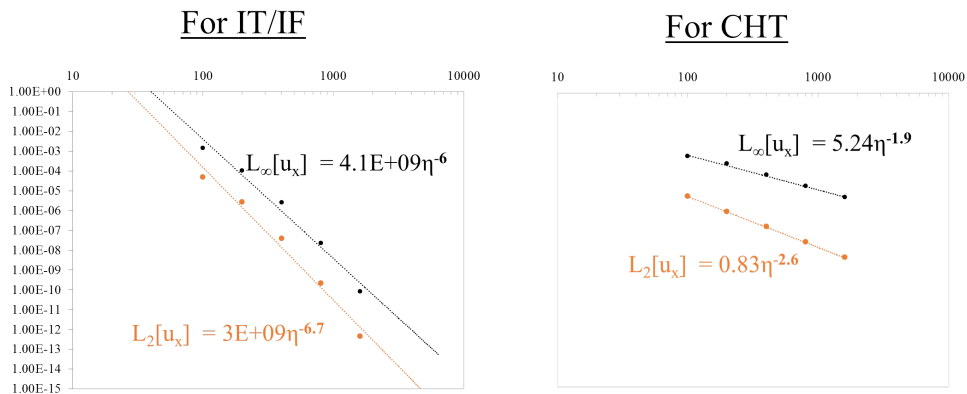 For IT/IF
10 100 1000 10000
1.00E+00
1.00E-01
1.00E-02
1.00E-03
1.00E-04
1.00E-05
1.00E-06
1.00E-07
1.00E-08
1.00E-09
1.00E-10
1.00E-11
1.00E-12
1.00E-13
1.00E-14
1.00E-15
L∞[uₓ] = 4.1E+09η⁻⁶
L₂[uₓ] = 3E+09η⁻⁶·⁷
For CHT
10 100 1000 10000
L∞[uₓ] = 5.24η⁻¹·⁹
L₂[uₓ] = 0.83η⁻²·⁶